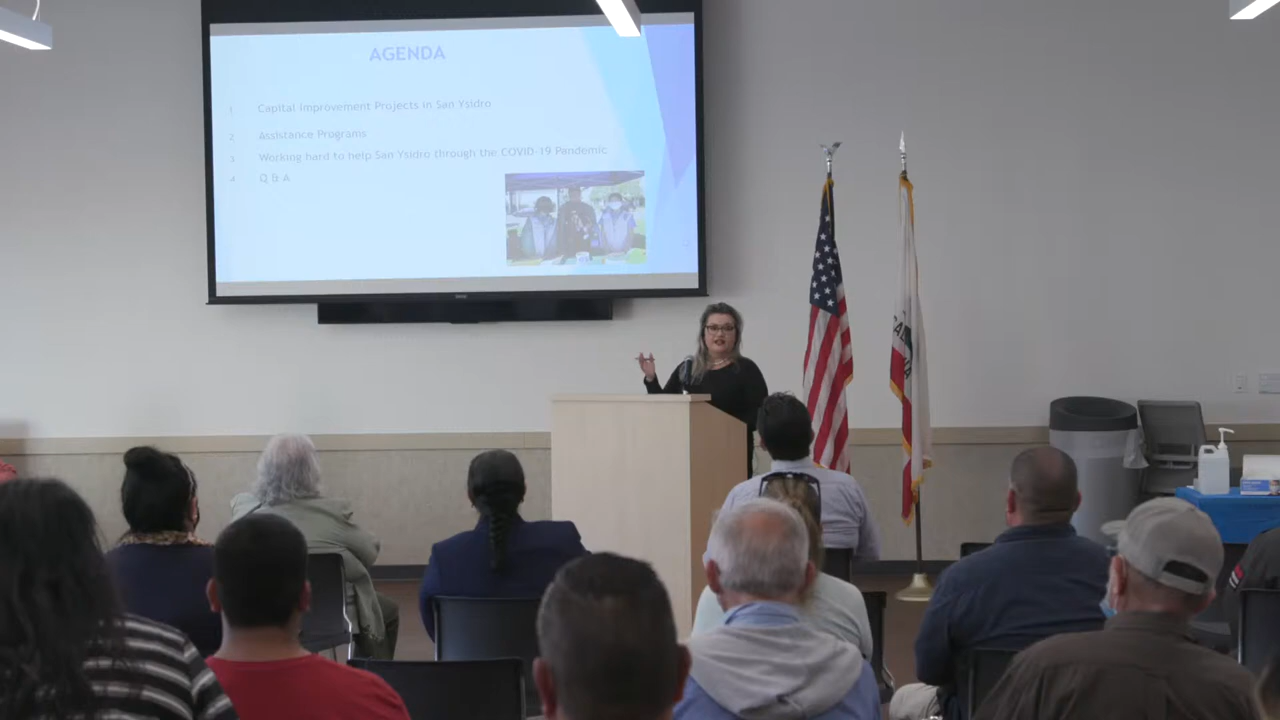 AGENDA
1 Capital Improvement Projects in San Ysidro
2 Assistance Programs
3 Working hard to help San Ysidro through the COVID-19 Pandemic
4 Q & A